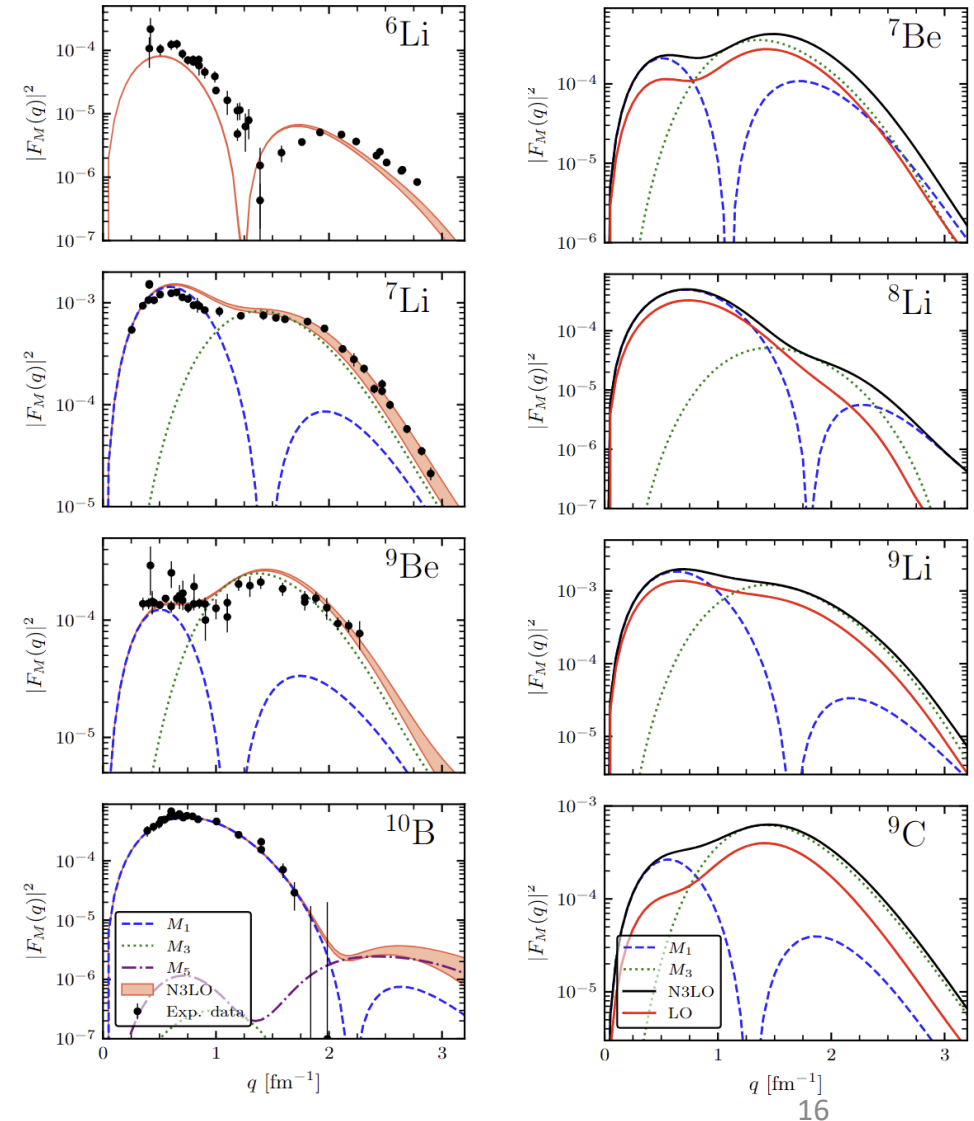 ⁶Li
10⁻⁴
10⁻⁵
10⁻⁶
10⁻⁷
|F_M(q)|²
⁷Li
10⁻³
10⁻⁴
10⁻⁵
|F_M(q)|²
⁹Be
10⁻⁴
10⁻⁵
|F_M(q)|²
¹⁰B
10⁻⁴
10⁻⁵
10⁻⁶
10⁻⁷
|F_M(q)|²
M₁
M₃
M₅
N3LO
Exp. data
0 1 2 3
q [fm⁻¹]
⁷Be
10⁻⁴
10⁻⁵
10⁻⁶
|F_M(q)|²
⁸Li
10⁻⁴
10⁻⁵
10⁻⁶
10⁻⁷
|F_M(q)|²
⁹Li
10⁻³
10⁻⁴
10⁻⁵
|F_M(q)|²
⁹C
10⁻³
10⁻⁴
10⁻⁵
|F_M(q)|²
M₁
M₃
N3LO
LO
0 1 2 3
q [fm⁻¹]
16